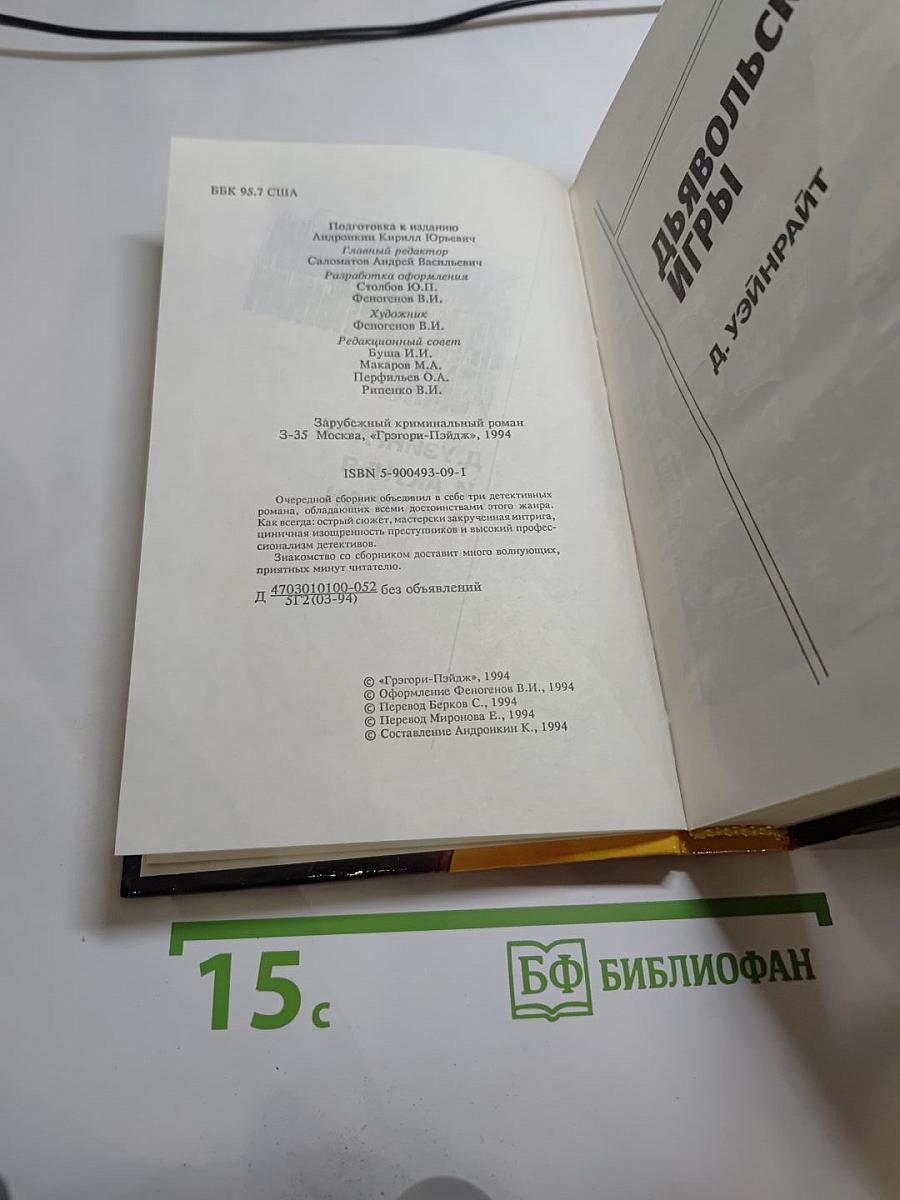 ББК 95.7 США
Подготовка к изданию
Андронкин Кирилл Юрьевич
Главный редактор
Саломатов Андрей Васильевич
Разработка оформления
Столбов Ю.П.
Феногенов В.И.
Художник
Феногенов В.И.
Редакционный совет
Буша И.И.
Макаров М.А.
Перфильев О.А.
Рипенко В.И.
Зарубежный криминальный роман
З-35 Москва, «Грэгори-Пэйдж», 1994
ISBN 5-900493-09-1
Очередной сборник объединил в себе три детективных
романа, обладающих всеми достоинствами этого жанра.
Как всегда: острый сюжет, мастерски закрученная интрига,
циничная изощренность преступников и высокий профес-
сионализм детективов.
Знакомство со сборником доставит много волнующих,
приятных минут читателю.
Д 4703010100-052 без объявлений
5Г2(03-94)
© «Грэгори-Пэйдж», 1994
© Оформление Феногенов В.И., 1994
© Перевод Берков С., 1994
© Перевод Миронова Е., 1994
© Составление Андронкин К., 1994
ДЬЯВОЛЬСК
ИГРЫ
Д. УЭЙНРАЙТ
15 с
БФ БИБЛИОФАН